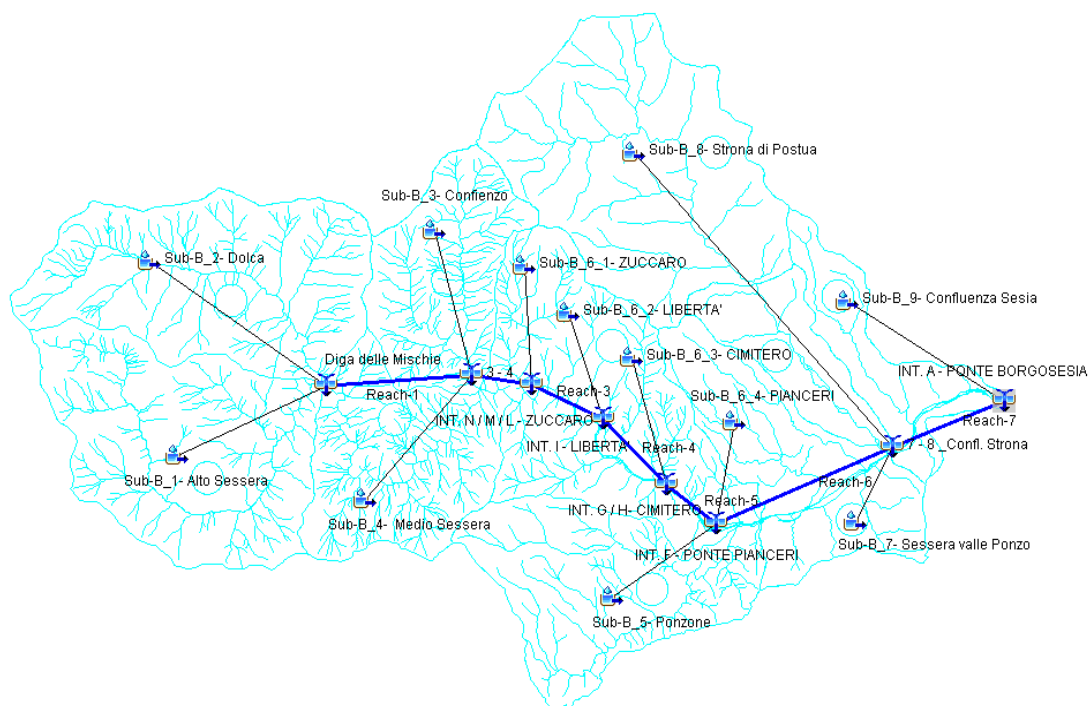 Sub-B_8- Strona di Postua
Sub-B_3- Confienzo
Sub-B_2- Dolca
Sub-B_6_1- ZUCCARO
Sub-B_9- Confluenza Sesia
Sub-B_6_2- LIBERTA'
Sub-B_6_3- CIMITERO
Diga delle Mischie
3 - 4
INT. A - PONTE BORGOSESIA
Reach-1
Reach-3
Sub-B_6_4- PIANCERI
INT. N / M / L - ZUCCARO
Reach-7
INT. I - LIBERTA'
Reach-4
7 - 8 _Confl. Strona
Sub-B_1- Alto Sessera
Reach-6
Reach-5
INT. G / H- CIMITERO
Sub-B_4- Medio Sessera
Sub-B_7- Sessera valle Ponzo
INT. F - PONTE PIANCERI
Sub-B_5- Ponzone